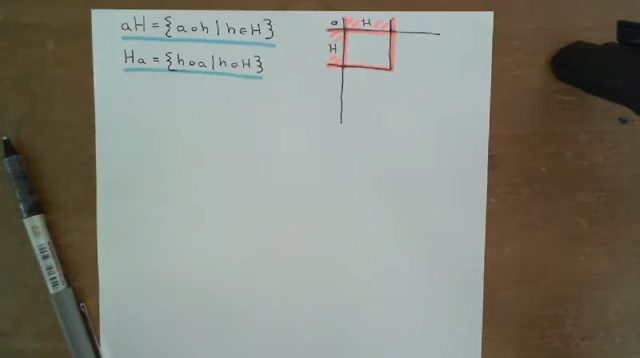 aH = {a∘h | h∈H}
Ha = {h∘a | h∈H}
∘ H
H